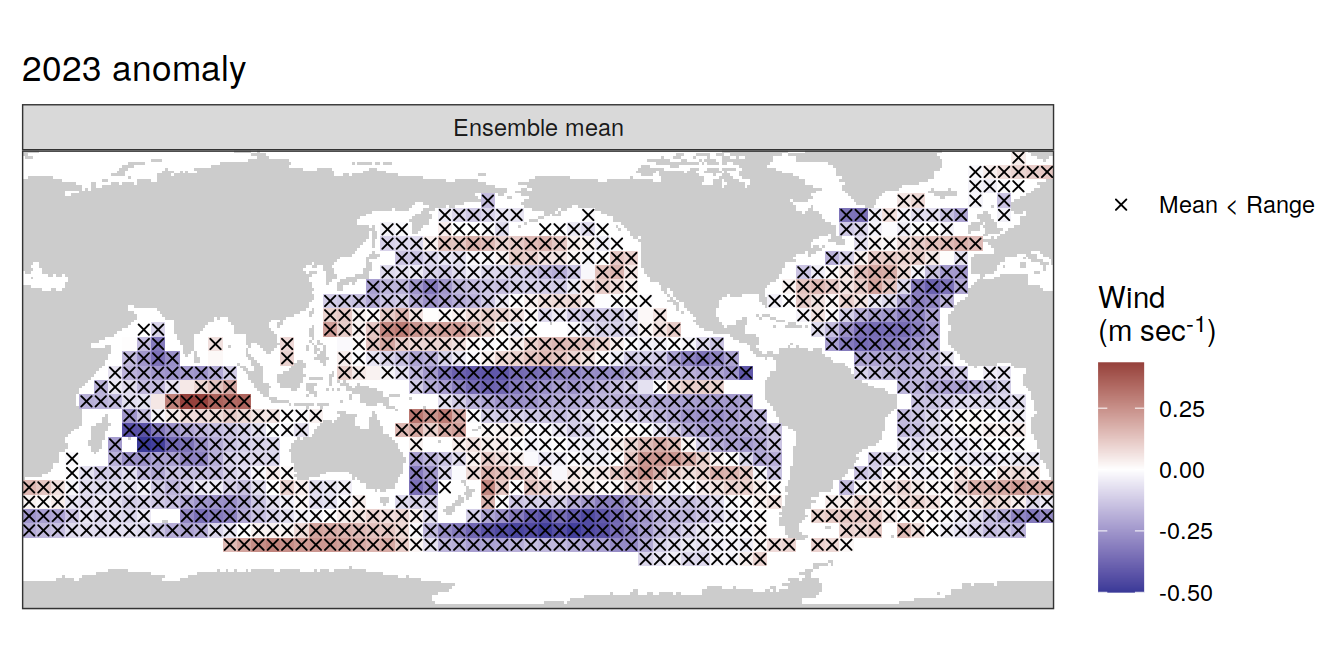 2023 anomaly
Ensemble mean
× Mean < Range
Wind
(m sec⁻¹)
0.25
0.00
-0.25
-0.50